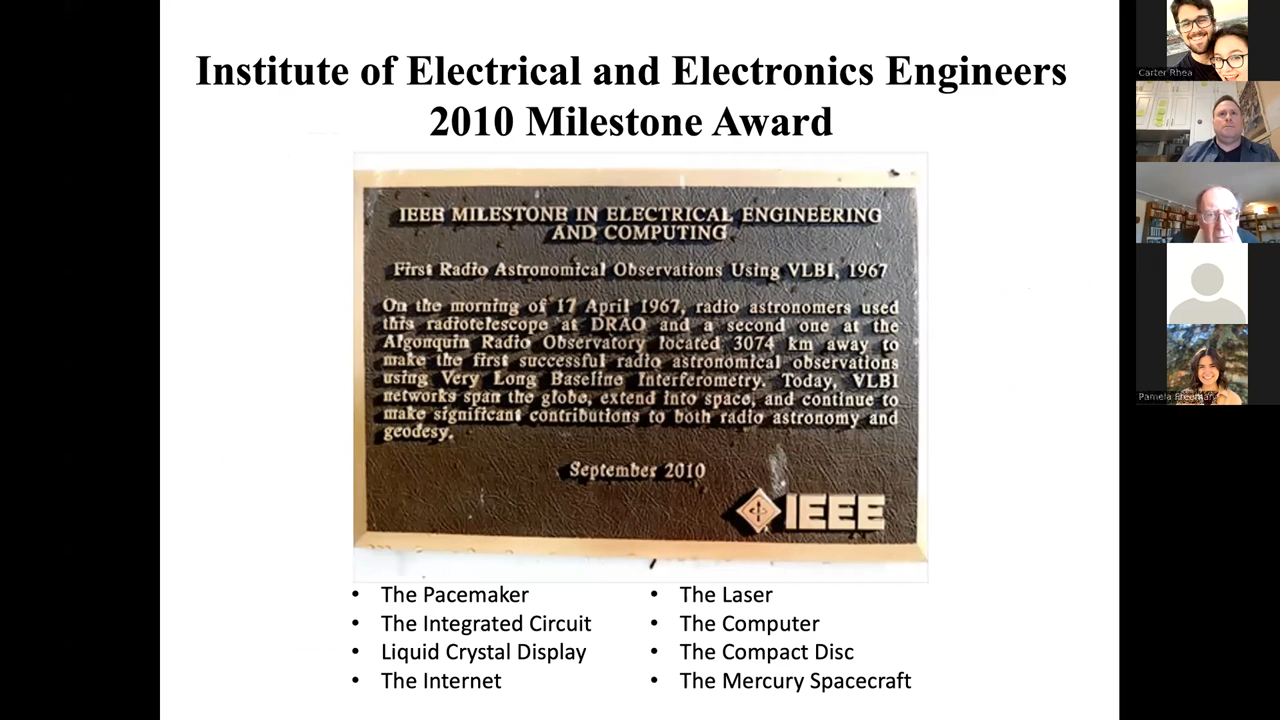 Institute of Electrical and Electronics Engineers
2010 Milestone Award
IEEE MILESTONE IN ELECTRICAL ENGINEERING
AND COMPUTING
First Radio Astronomical Observations Using VLBI, 1967
On the morning of 17 April 1967, radio astronomers used
this radiotelescope at DRAO and a second one at the
Algonquin Radio Observatory located 3074 km away to
make the first successful radio astronomical observations
using Very Long Baseline Interferometry. Today, VLBI
networks span the globe, extend into space, and continue to
make significant contributions to both radio astronomy and
geodesy.
September 2010
IEEE
• The Pacemaker
• The Integrated Circuit
• Liquid Crystal Display
• The Internet
• The Laser
• The Computer
• The Compact Disc
• The Mercury Spacecraft
Carter Rhea
Pamela Freeman